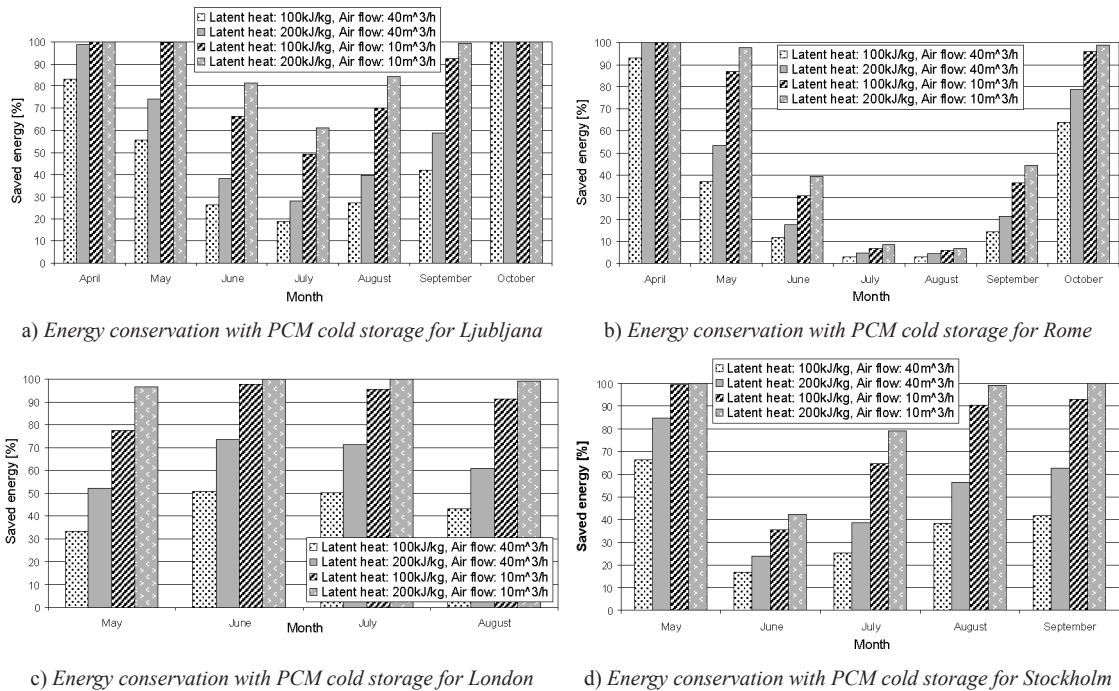 Latent heat: 100kJ/kg, Air flow: 40m^3/h
Latent heat: 200kJ/kg, Air flow: 40m^3/h
Latent heat: 100kJ/kg, Air flow: 10m^3/h
Latent heat: 200kJ/kg, Air flow: 10m^3/h
Saved energy [%]
100
90
80
70
60
50
40
30
20
10
0
April May June July August September October
Month
a) Energy conservation with PCM cold storage for Ljubljana
Latent heat: 100kJ/kg, Air flow: 40m^3/h
Latent heat: 200kJ/kg, Air flow: 40m^3/h
Latent heat: 100kJ/kg, Air flow: 10m^3/h
Latent heat: 200kJ/kg, Air flow: 10m^3/h
Saved energy [%]
100
90
80
70
60
50
40
30
20
10
0
April May June July August September October
Month
b) Energy conservation with PCM cold storage for Rome
Saved energy [%]
100
90
80
70
60
50
40
30
20
10
0
Latent heat: 100kJ/kg, Air flow: 40m^3/h
Latent heat: 200kJ/kg, Air flow: 40m^3/h
Latent heat: 100kJ/kg, Air flow: 10m^3/h
Latent heat: 200kJ/kg, Air flow: 10m^3/h
May June July August
Month
c) Energy conservation with PCM cold storage for London
Latent heat: 100kJ/kg, Air flow: 40m^3/h
Latent heat: 200kJ/kg, Air flow: 40m^3/h
Latent heat: 100kJ/kg, Air flow: 10m^3/h
Latent heat: 200kJ/kg, Air flow: 10m^3/h
Saved energy [%]
100
90
80
70
60
50
40
30
20
10
0
May June July August September
Month
d) Energy conservation with PCM cold storage for Stockholm